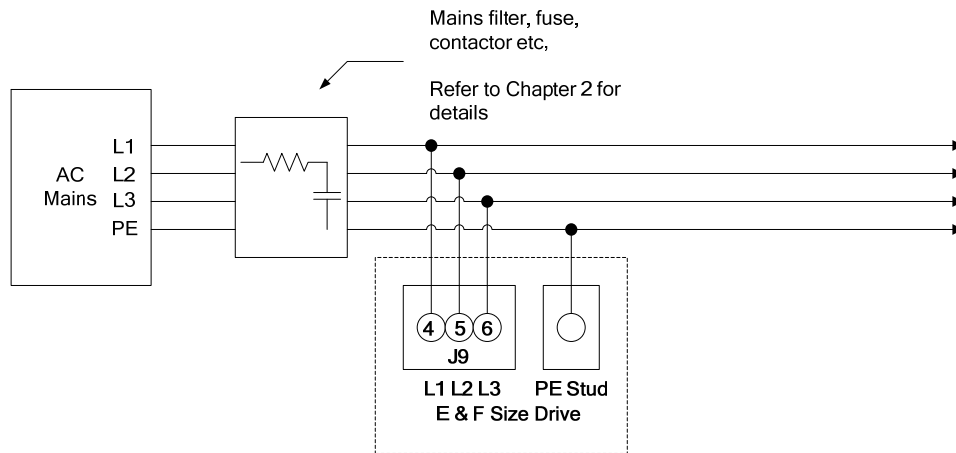 Mains filter, fuse,
contactor etc,
Refer to Chapter 2 for
details
AC
Mains
L1
L2
L3
PE
4 5 6
J9
L1 L2 L3
PE Stud
E & F Size Drive